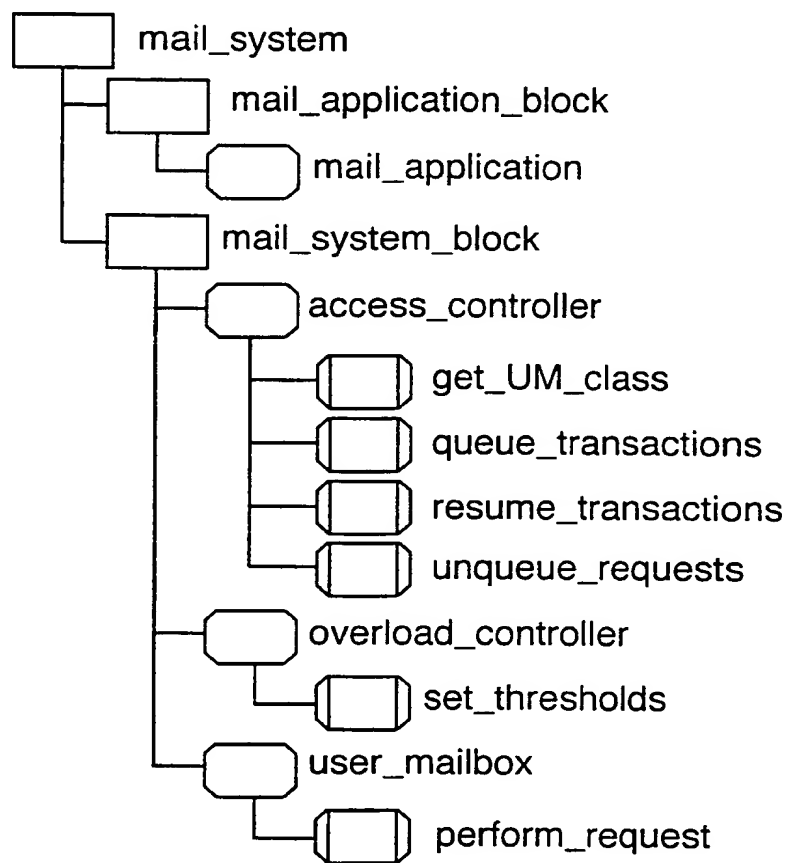 mail_system
mail_application_block
mail_application
mail_system_block
access_controller
get_UM_class
queue_transactions
resume_transactions
unqueue_requests
overload_controller
set_thresholds
user_mailbox
perform_request